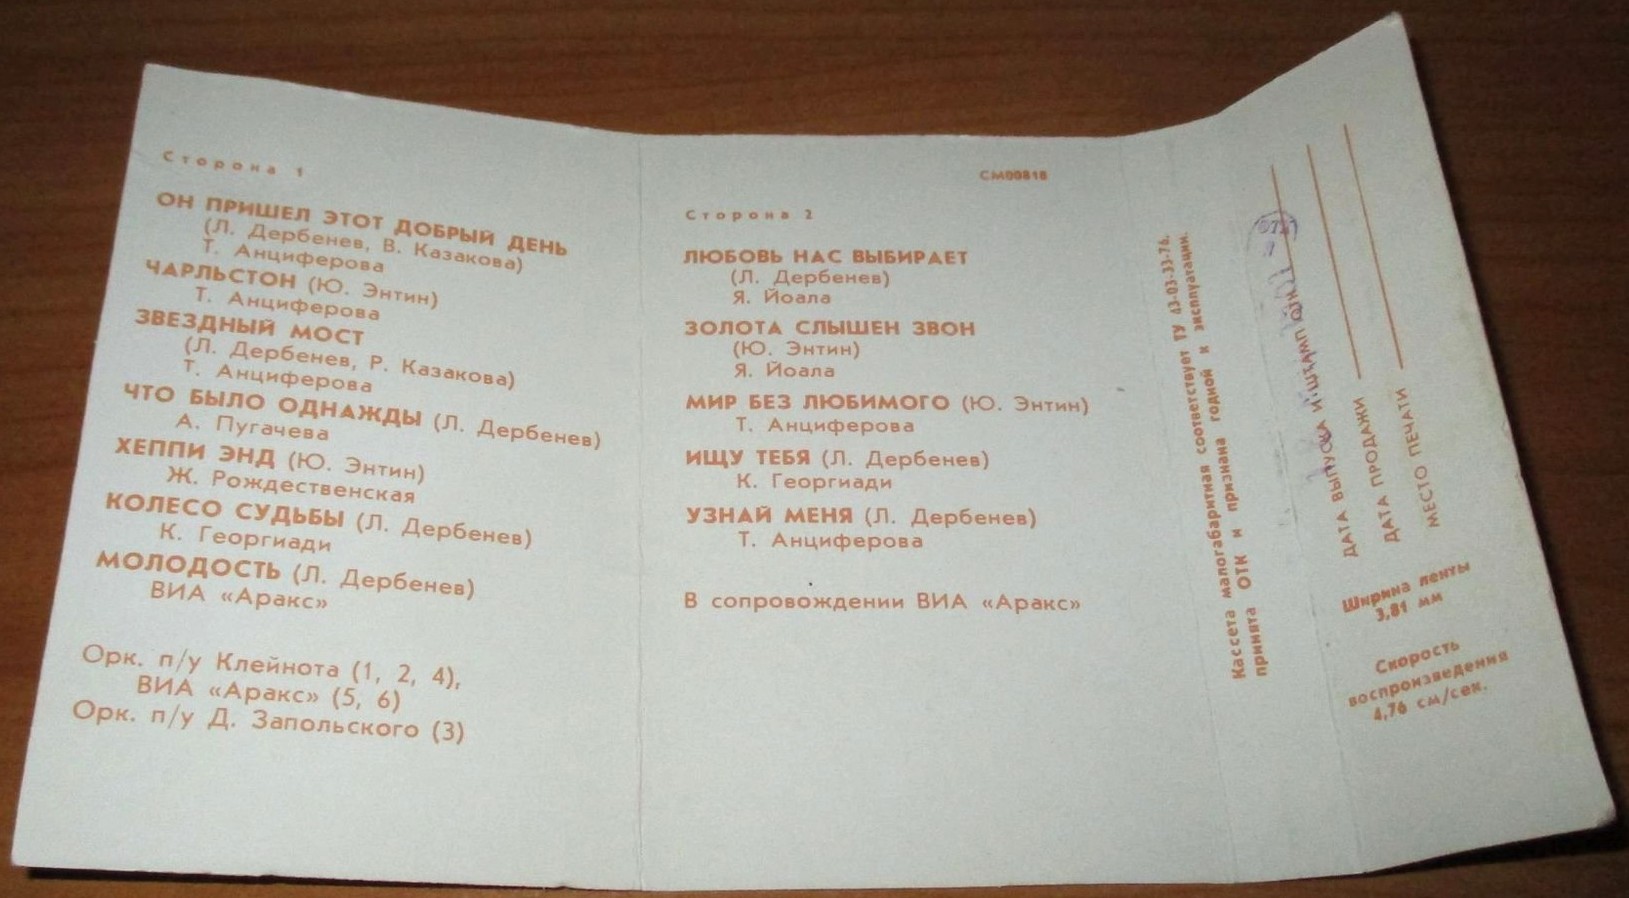 Сторона 1
ОН ПРИШЕЛ ЭТОТ ДОБРЫЙ ДЕНЬ
(Л. Дербенев, В. Казакова)
Т. Анциферова
ЧАРЛЬСТОН (Ю. Энтин)
Т. Анциферова
ЗВЕЗДНЫЙ МОСТ
(Л. Дербенев, Р. Казакова)
Т. Анциферова
ЧТО БЫЛО ОДНАЖДЫ (Л. Дербенев)
А. Пугачева
ХЕППИ ЭНД (Ю. Энтин)
Ж. Рождественская
КОЛЕСО СУДЬБЫ (Л. Дербенев)
К. Георгиади
МОЛОДОСТЬ (Л. Дербенев)
ВИА «Аракс»
Орк. п/у Клейнота (1, 2, 4),
ВИА «Аракс» (5, 6)
Орк. п/у Д. Запольского (3)
СМ00818
Сторона 2
ЛЮБОВЬ НАС ВЫБИРАЕТ
(Л. Дербенев)
Я. Йоала
ЗОЛОТА СЛЫШЕН ЗВОН
(Ю. Энтин)
Я. Йоала
МИР БЕЗ ЛЮБИМОГО (Ю. Энтин)
Т. Анциферова
ИЩУ ТЕБЯ (Л. Дербенев)
К. Георгиади
УЗНАЙ МЕНЯ (Л. Дербенев)
Т. Анциферова
В сопровождении ВИА «Аракс»
Кассета малогабаритная соответствует ТУ 43-03-33-76,
принята ОТК и признана годной к эксплуатации.
ДАТА ВЫПУСКА И ШТАМП ОТК
ДАТА ПРОДАЖИ
МЕСТО ПЕЧАТИ
Ширина ленты
3,81 мм
Скорость
воспроизведения
4,76 см/сек.